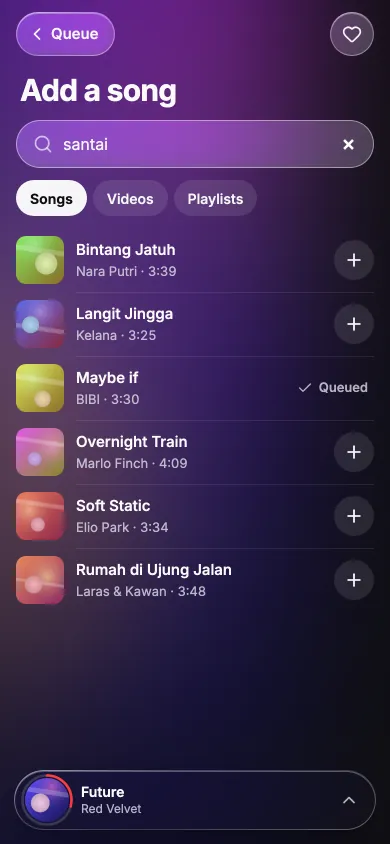 Queue
Add a song
santai
Songs Videos Playlists
Bintang Jatuh
Nara Putri · 3:39
Langit Jingga
Kelana · 3:25
Maybe if
BIBI · 3:30
Queued
Overnight Train
Marlo Finch · 4:09
Soft Static
Elio Park · 3:34
Rumah di Ujung Jalan
Laras & Kawan · 3:48
Future
Red Velvet